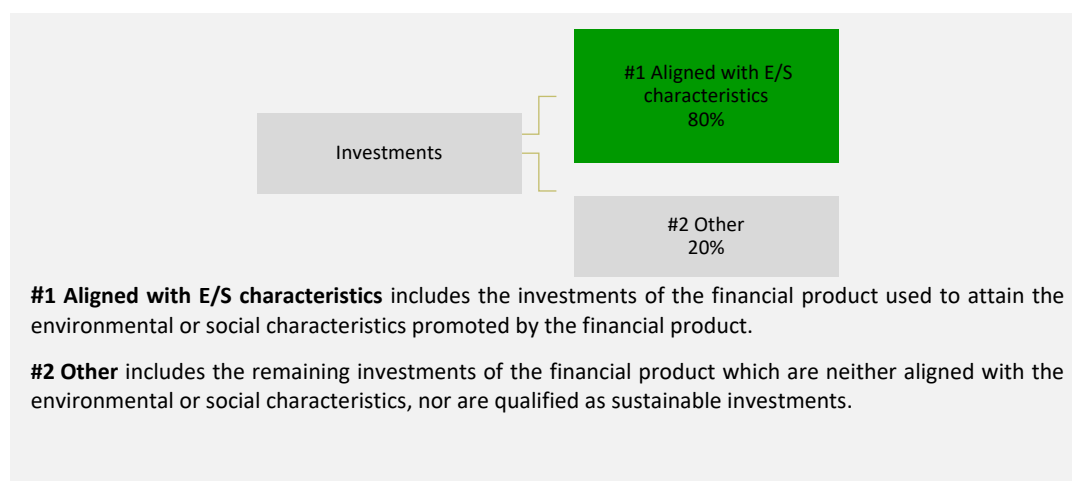 #1 Aligned with E/S
characteristics
80%
Investments
#2 Other
20%
#1 Aligned with E/S characteristics includes the investments of the financial product used to attain the
environmental or social characteristics promoted by the financial product.
#2 Other includes the remaining investments of the financial product which are neither aligned with the
environmental or social characteristics, nor are qualified as sustainable investments.